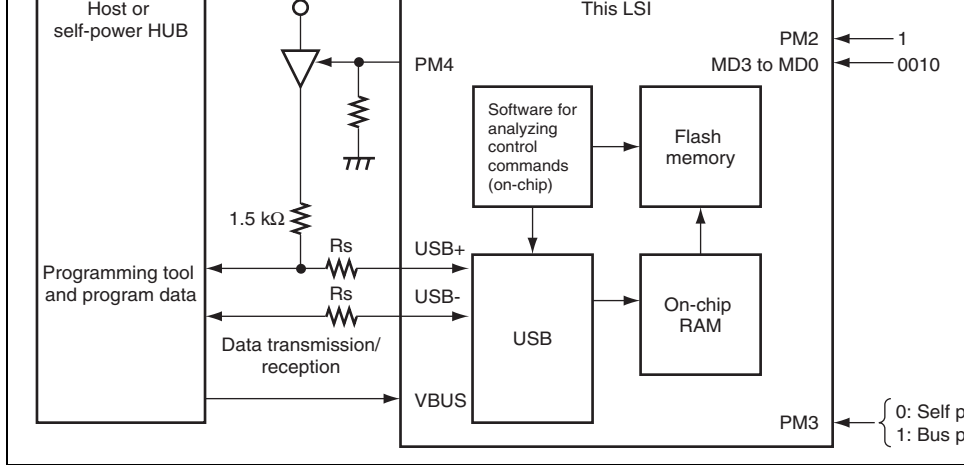 Host or
self-power HUB
This LSI
PM2
1
PM4
MD3 to MD0
0010
Software for
analyzing
control
commands
(on-chip)
Flash
memory
1.5 kΩ
Rs
USB+
Programming tool
and program data
Rs
USB-
USB
On-chip
RAM
Data transmission/
reception
VBUS
PM3
0: Self
1: Bus